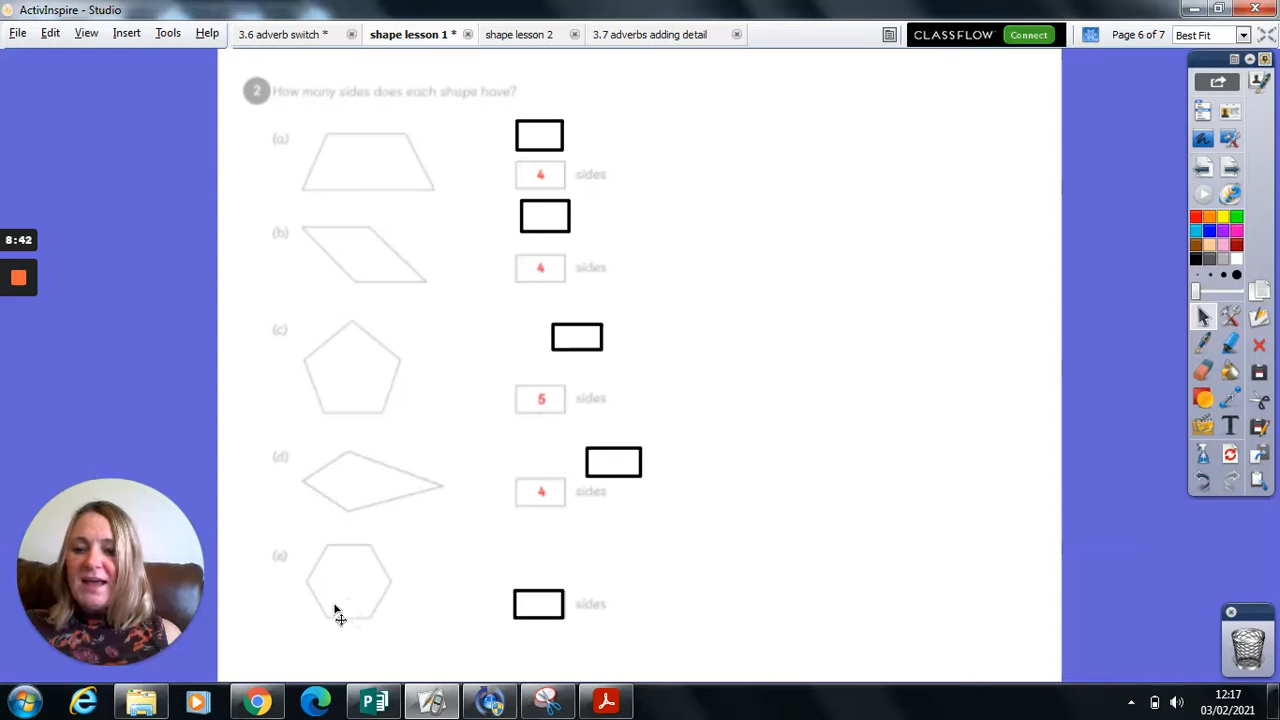 ActivInspire - Studio
File Edit View Insert Tools Help
3.6 adverb switch *
shape lesson 1 *
shape lesson 2
3.7 adverbs adding detail
CLASSFLOW
Connect
Page 6 of 7
Best Fit
2 How many sides does each shape have?
(a)
4 sides
(b)
4 sides
(c)
5 sides
(d)
4 sides
(e)
sides
8:42
T
P
12:17
03/02/2021